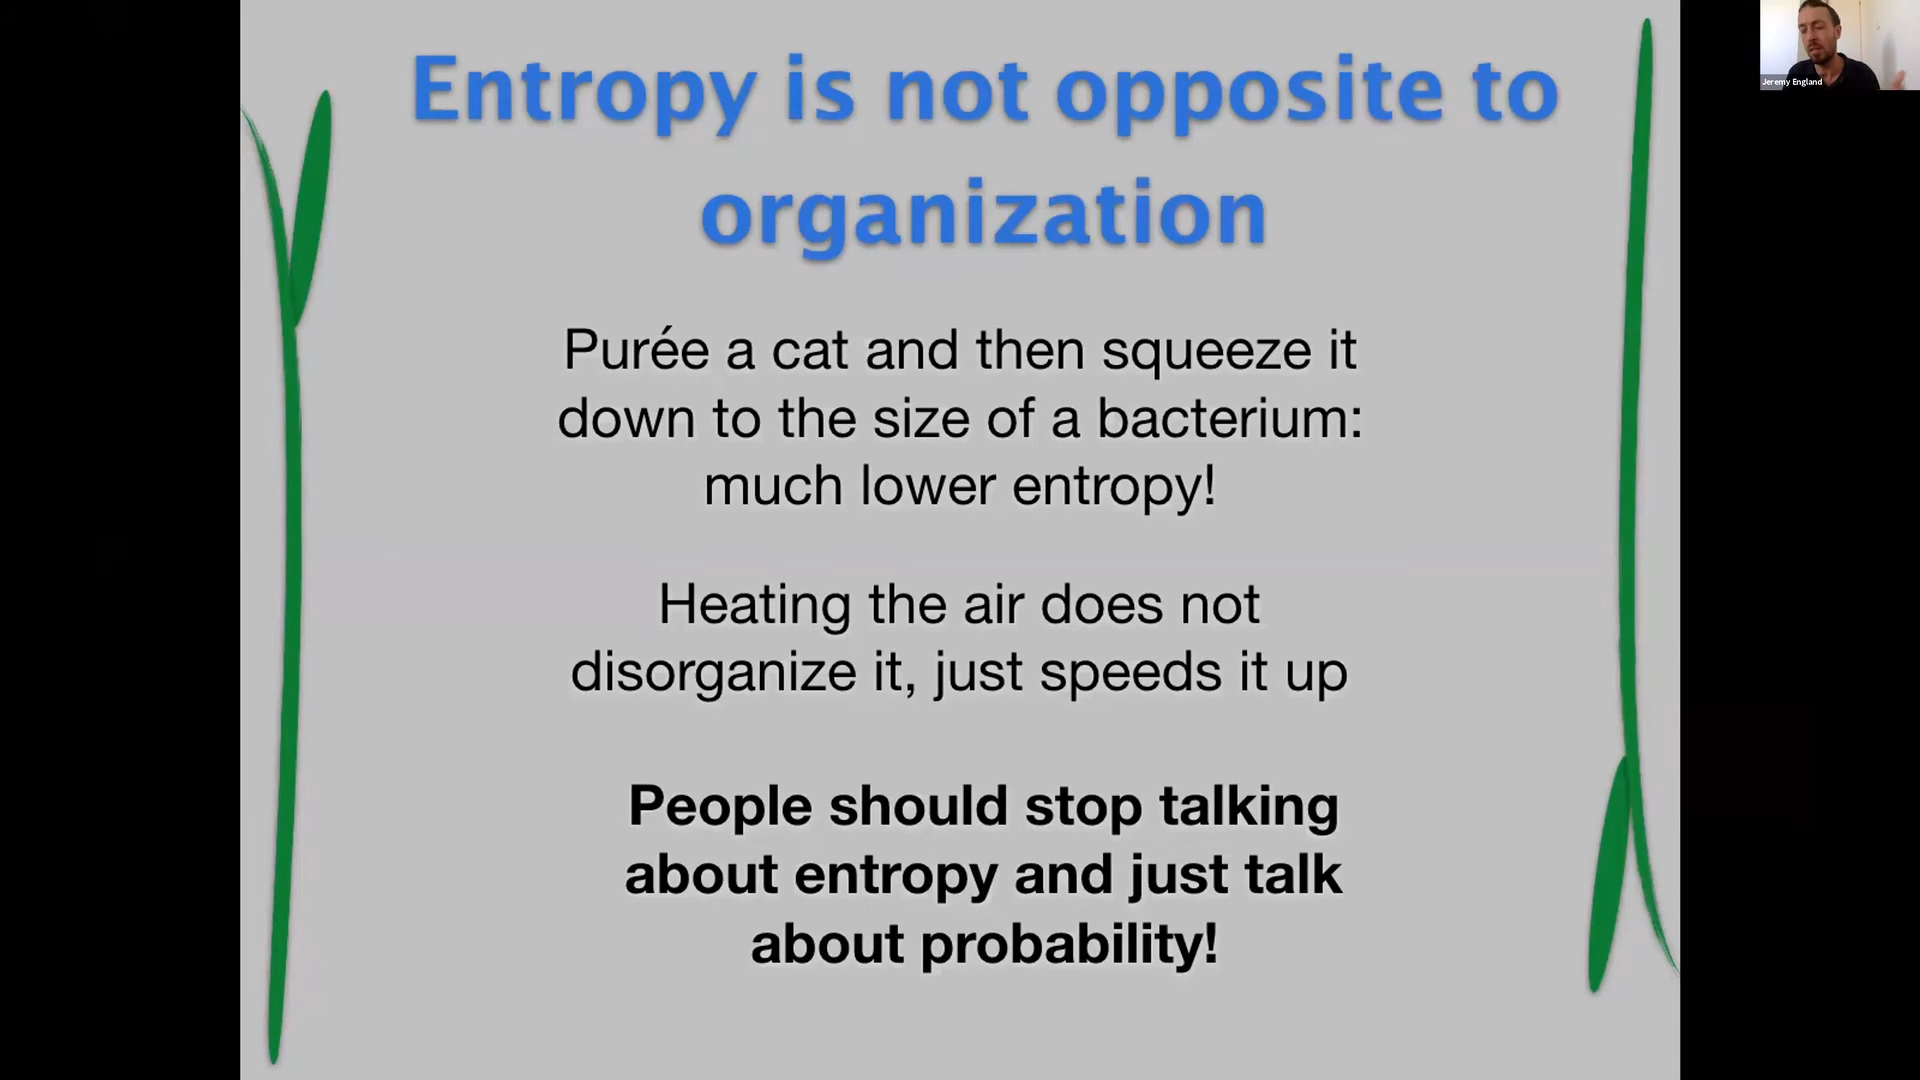 Entropy is not opposite to
organization
Purée a cat and then squeeze it
down to the size of a bacterium:
much lower entropy!
Heating the air does not
disorganize it, just speeds it up
People should stop talking
about entropy and just talk
about probability!
Jeremy England